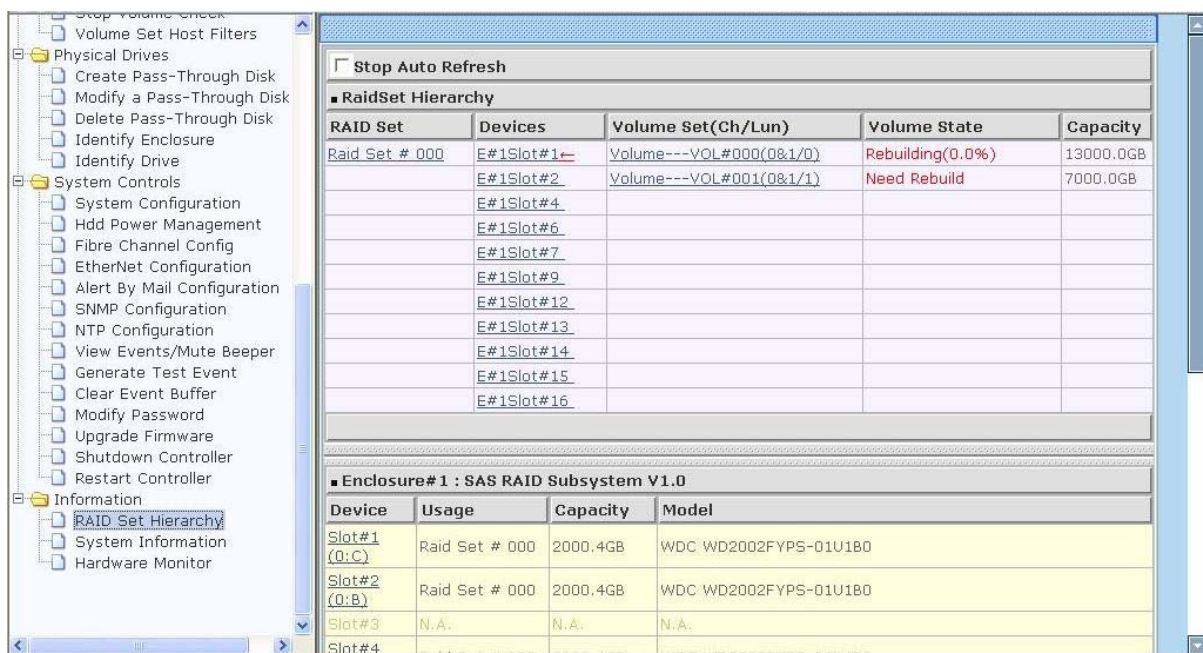 Stop Volume Check
Volume Set Host Filters
Physical Drives
Create Pass-Through Disk
Modify a Pass-Through Disk
Delete Pass-Through Disk
Identify Enclosure
Identify Drive
System Controls
System Configuration
Hdd Power Management
Fibre Channel Config
EtherNet Configuration
Alert By Mail Configuration
SNMP Configuration
NTP Configuration
View Events/Mute Beeper
Generate Test Event
Clear Event Buffer
Modify Password
Upgrade Firmware
Shutdown Controller
Restart Controller
Information
RAID Set Hierarchy
System Information
Hardware Monitor
Stop Auto Refresh
RaidSet Hierarchy
RAID Set Devices Volume Set(Ch/Lun) Volume State Capacity
Raid Set # 000 E#1Slot#1← Volume---VOL#000(0&1/0) Rebuilding(0.0%) 13000.0GB
E#1Slot#2 Volume---VOL#001(0&1/1) Need Rebuild 7000.0GB
E#1Slot#4
E#1Slot#6
E#1Slot#7
E#1Slot#9
E#1Slot#12
E#1Slot#13
E#1Slot#14
E#1Slot#15
E#1Slot#16
Enclosure#1 : SAS RAID Subsystem V1.0
Device Usage Capacity Model
Slot#1 (0:C) Raid Set # 000 2000.4GB WDC WD2002FYPS-01U1B0
Slot#2 (0:B) Raid Set # 000 2000.4GB WDC WD2002FYPS-01U1B0
Slot#3 N.A. N.A. N.A.
Slot#4